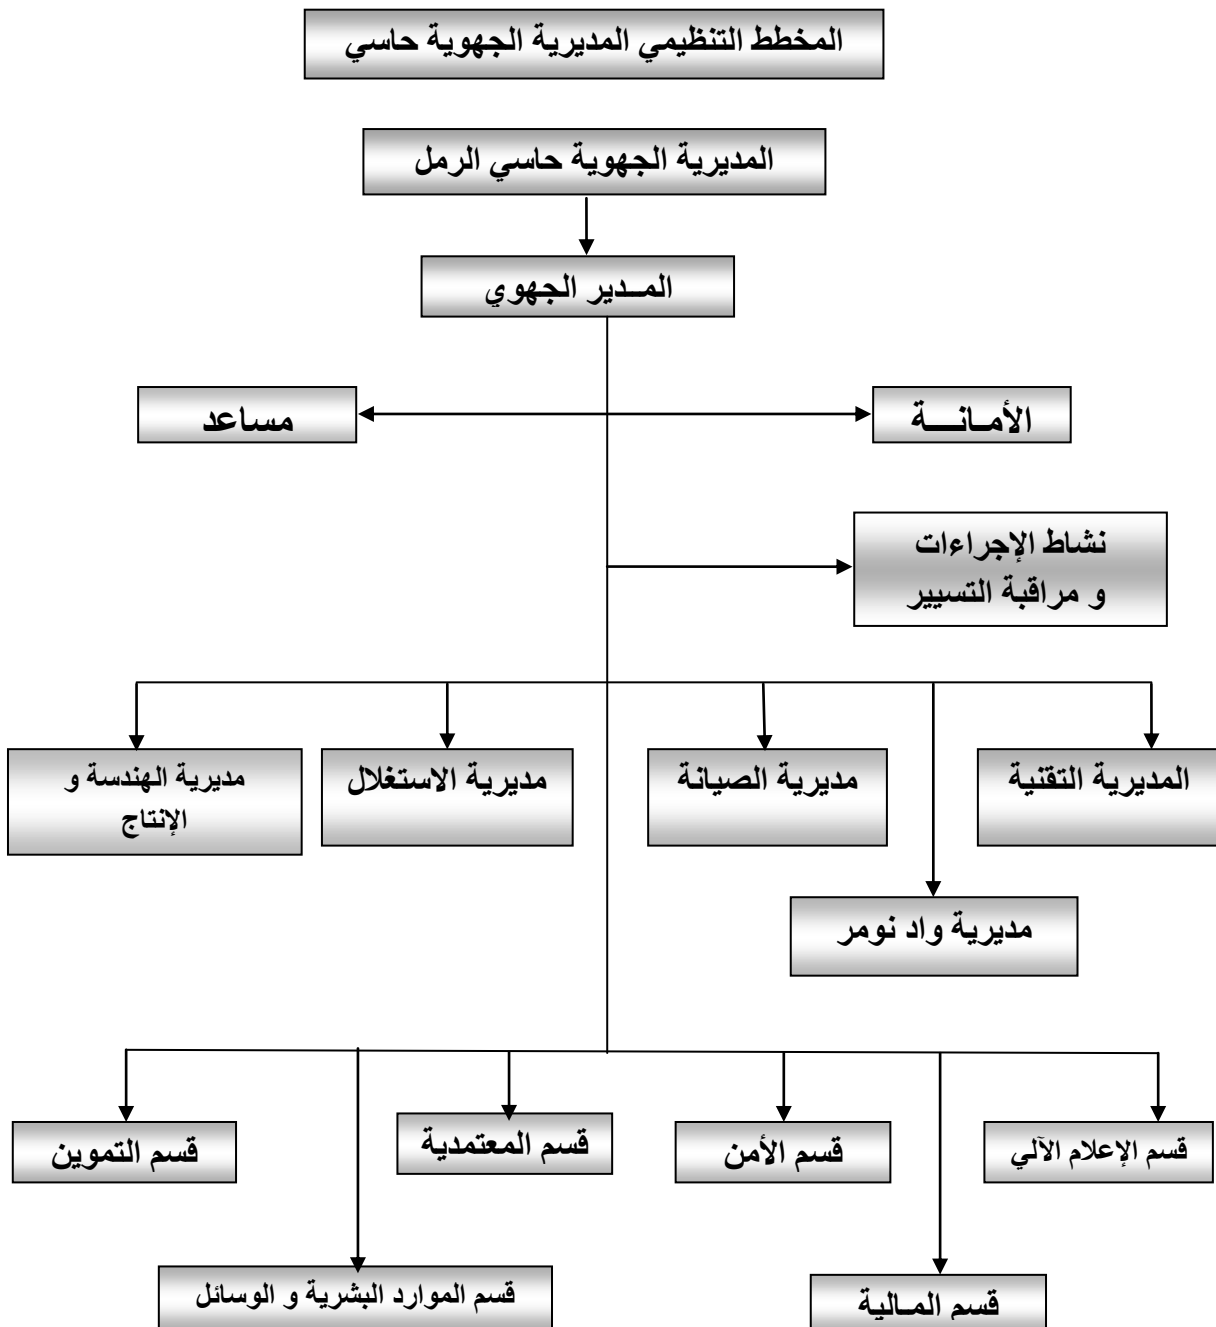 المخطط التنظيمي المديرية الجهوية حاسي
المديرية الجهوية حاسي الرمل
المــدير الجهوي
الأمـانــــة
مساعد
نشاط الإجراءات
و مراقبة التسيير
المديرية التقنية
مديرية الصيانة
مديرية الاستغلال
مديرية الهندسة و
الإنتاج
مديرية واد نومر
قسم الإعلام الآلي
قسم الأمن
قسم المعتمدية
قسم التموين
قسم المـالية
قسم الموارد البشرية و الوسائل